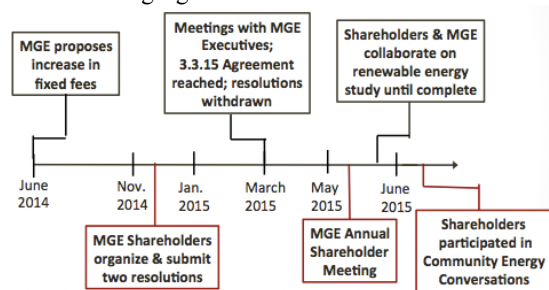 MGE proposes
increase in
fixed fees
Meetings with MGE
Executives;
3.3.15 Agreement
reached; resolutions
withdrawn
Shareholders & MGE
collaborate on
renewable energy
study until complete
June
2014
Nov.
2014
Jan.
2015
March
2015
May
2015
June
2015
MGE Shareholders
organize & submit
two resolutions
MGE Annual
Shareholder
Meeting
Shareholders
participated in
Community Energy
Conversations